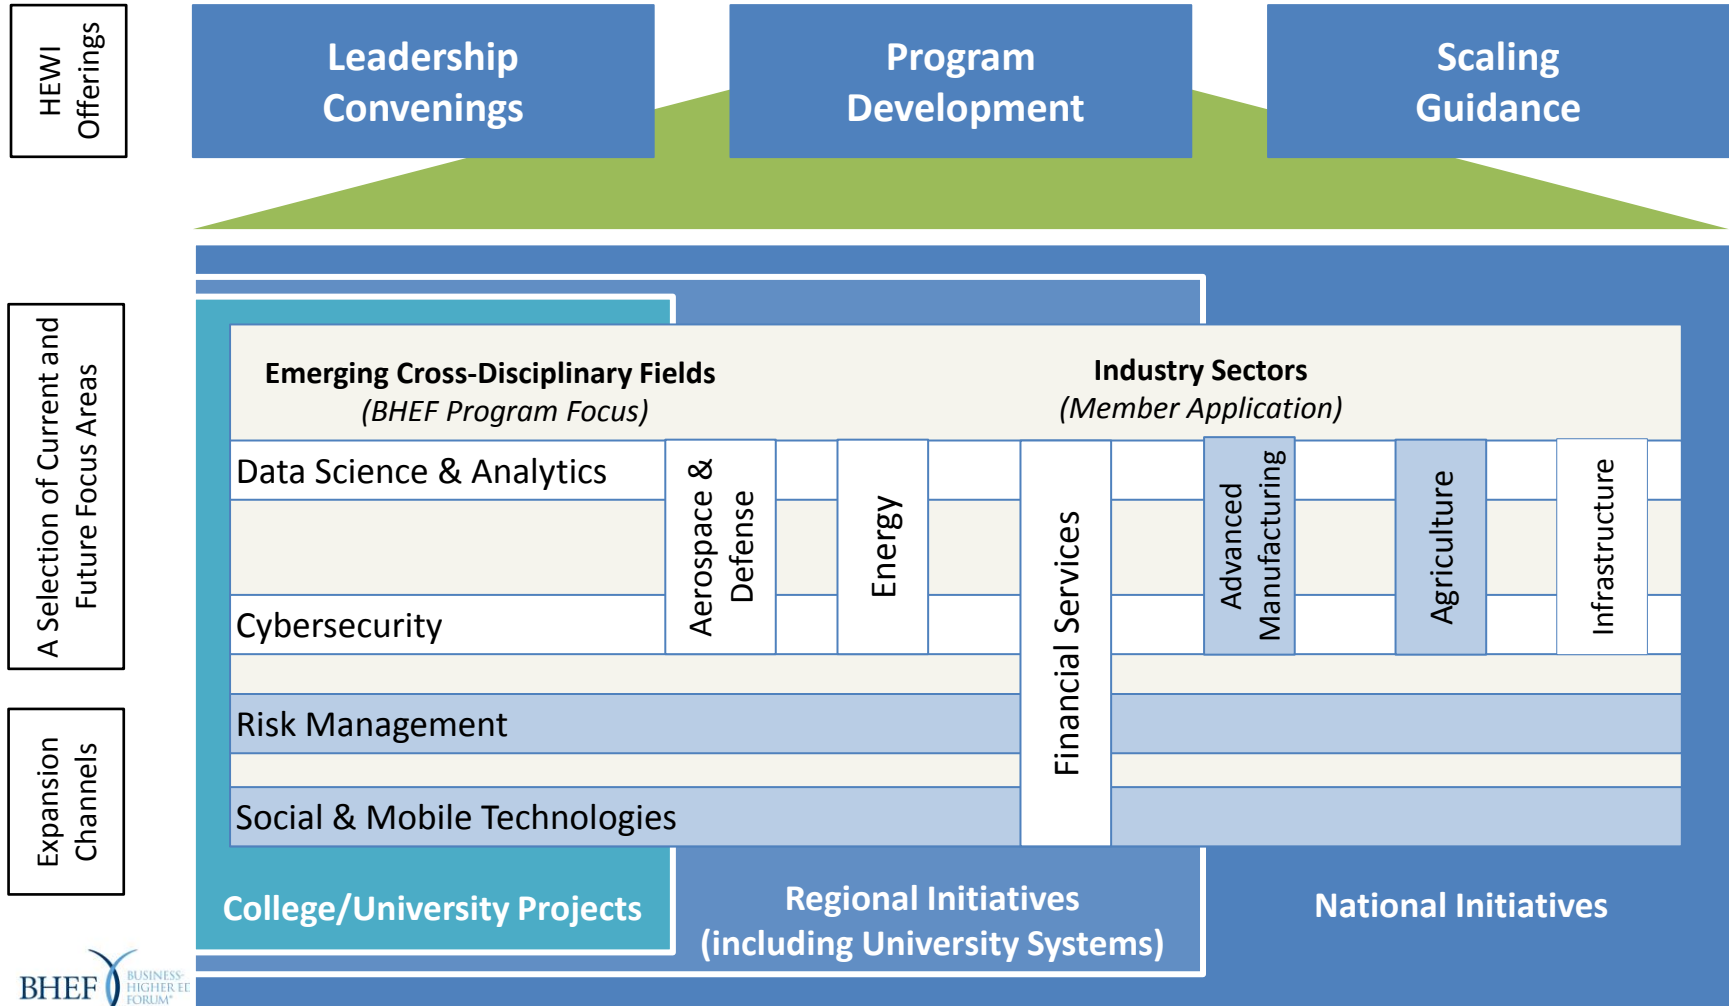 HEWI
Offerings
Leadership
Convenings
Program
Development
Scaling
Guidance
A Selection of Current and
Future Focus Areas
Emerging Cross-Disciplinary Fields
(BHEF Program Focus)
Industry Sectors
(Member Application)
Data Science & Analytics
Cybersecurity
Risk Management
Social & Mobile Technologies
Aerospace &
Defense
Energy
Financial Services
Advanced
Manufacturing
Agriculture
Infrastructure
Expansion
Channels
College/University Projects
Regional Initiatives
(including University Systems)
National Initiatives
BHEF
BUSINESS-
HIGHER EE
FORUM®